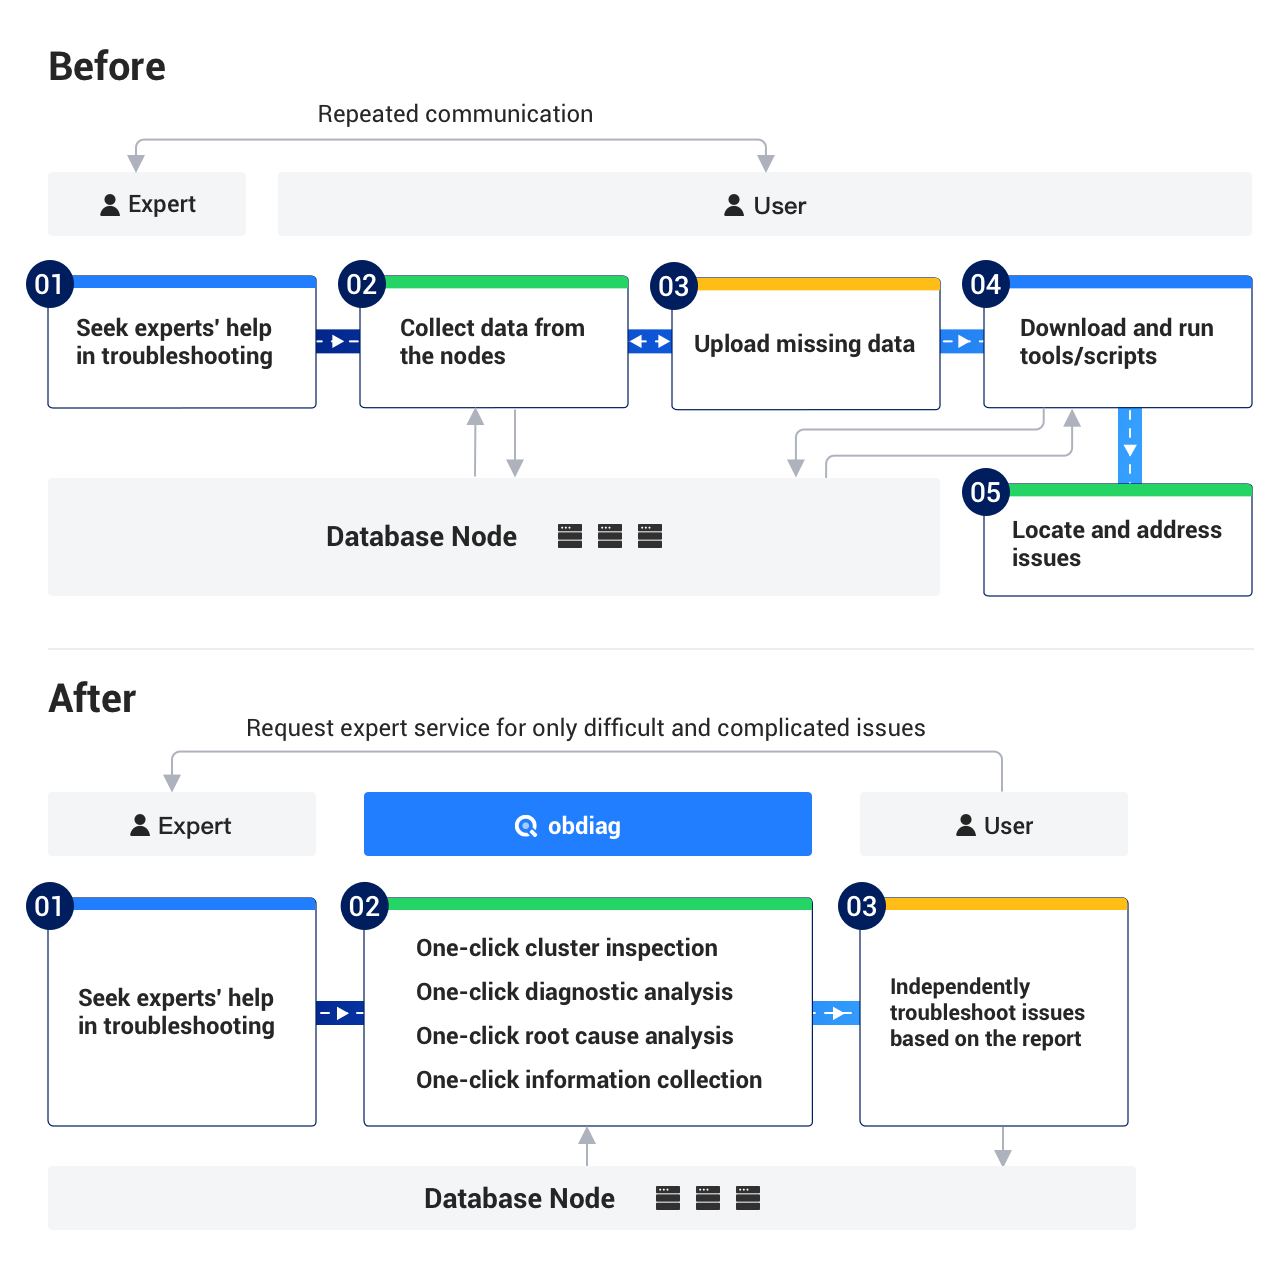 Before
Repeated communication
Expert
User
01
02
03
04
Seek experts' help
in troubleshooting
Collect data from
the nodes
Upload missing data
Download and run
tools/scripts
Database Node
05
Locate and address
issues
After
Request expert service for only difficult and complicated issues
Expert
obdiag
User
01
02
03
Seek experts' help
in troubleshooting
One-click cluster inspection
One-click diagnostic analysis
One-click root cause analysis
One-click information collection
Independently
troubleshoot issues
based on the report
Database Node